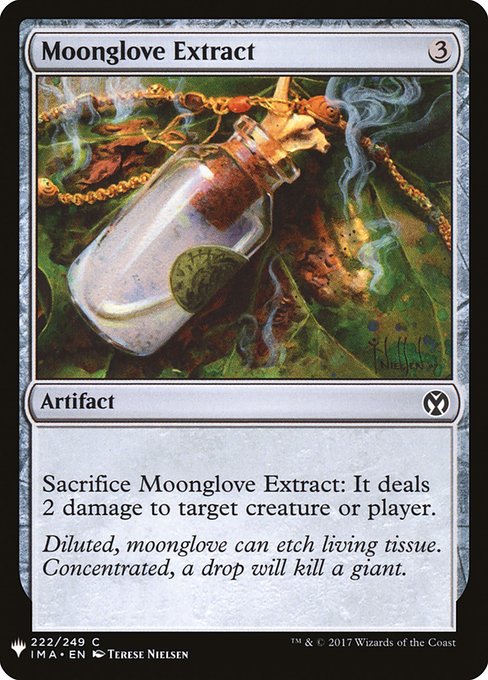 Moonglove Extract 3
Artifact
Sacrifice Moonglove Extract: It deals
2 damage to target creature or player.
Diluted, moonglove can etch living tissue.
Concentrated, a drop will kill a giant.
222/249 C
IMA • EN Terese Nielsen
™ & © 2017 Wizards of the Coast